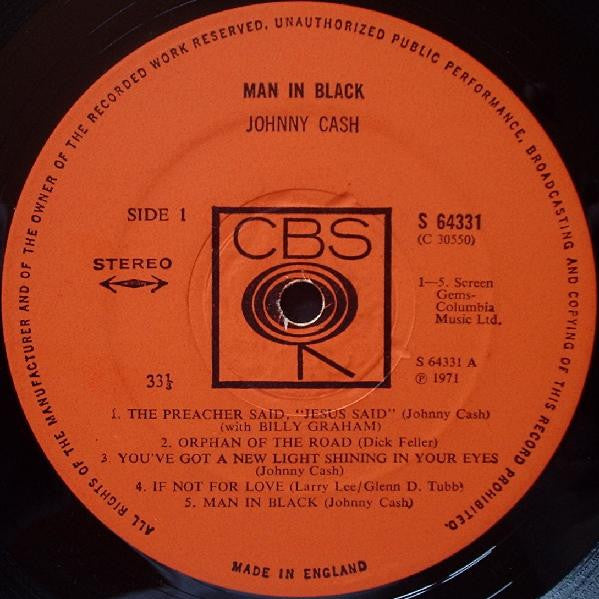 ALL RIGHTS OF THE MANUFACTURER AND OF THE OWNER OF THE RECORDED WORK RESERVED, UNAUTHORIZED PUBLIC PERFORMANCE, BROADCASTING AND COPYING OF THIS RECORD PROHIBITED.
MAN IN BLACK
JOHNNY CASH
SIDE 1
STEREO
33⅓
CBS
S 64331
(C 30550)
1—5. Screen
Gems-
Columbia
Music Ltd.
S 64331 A
℗ 1971
1. THE PREACHER SAID, "JESUS SAID" (Johnny Cash)
(with BILLY GRAHAM)
2. ORPHAN OF THE ROAD (Dick Feller)
3. YOU'VE GOT A NEW LIGHT SHINING IN YOUR EYES
(Johnny Cash)
4. IF NOT FOR LOVE (Larry Lee/Glenn D. Tubb)
5. MAN IN BLACK (Johnny Cash)
MADE IN ENGLAND